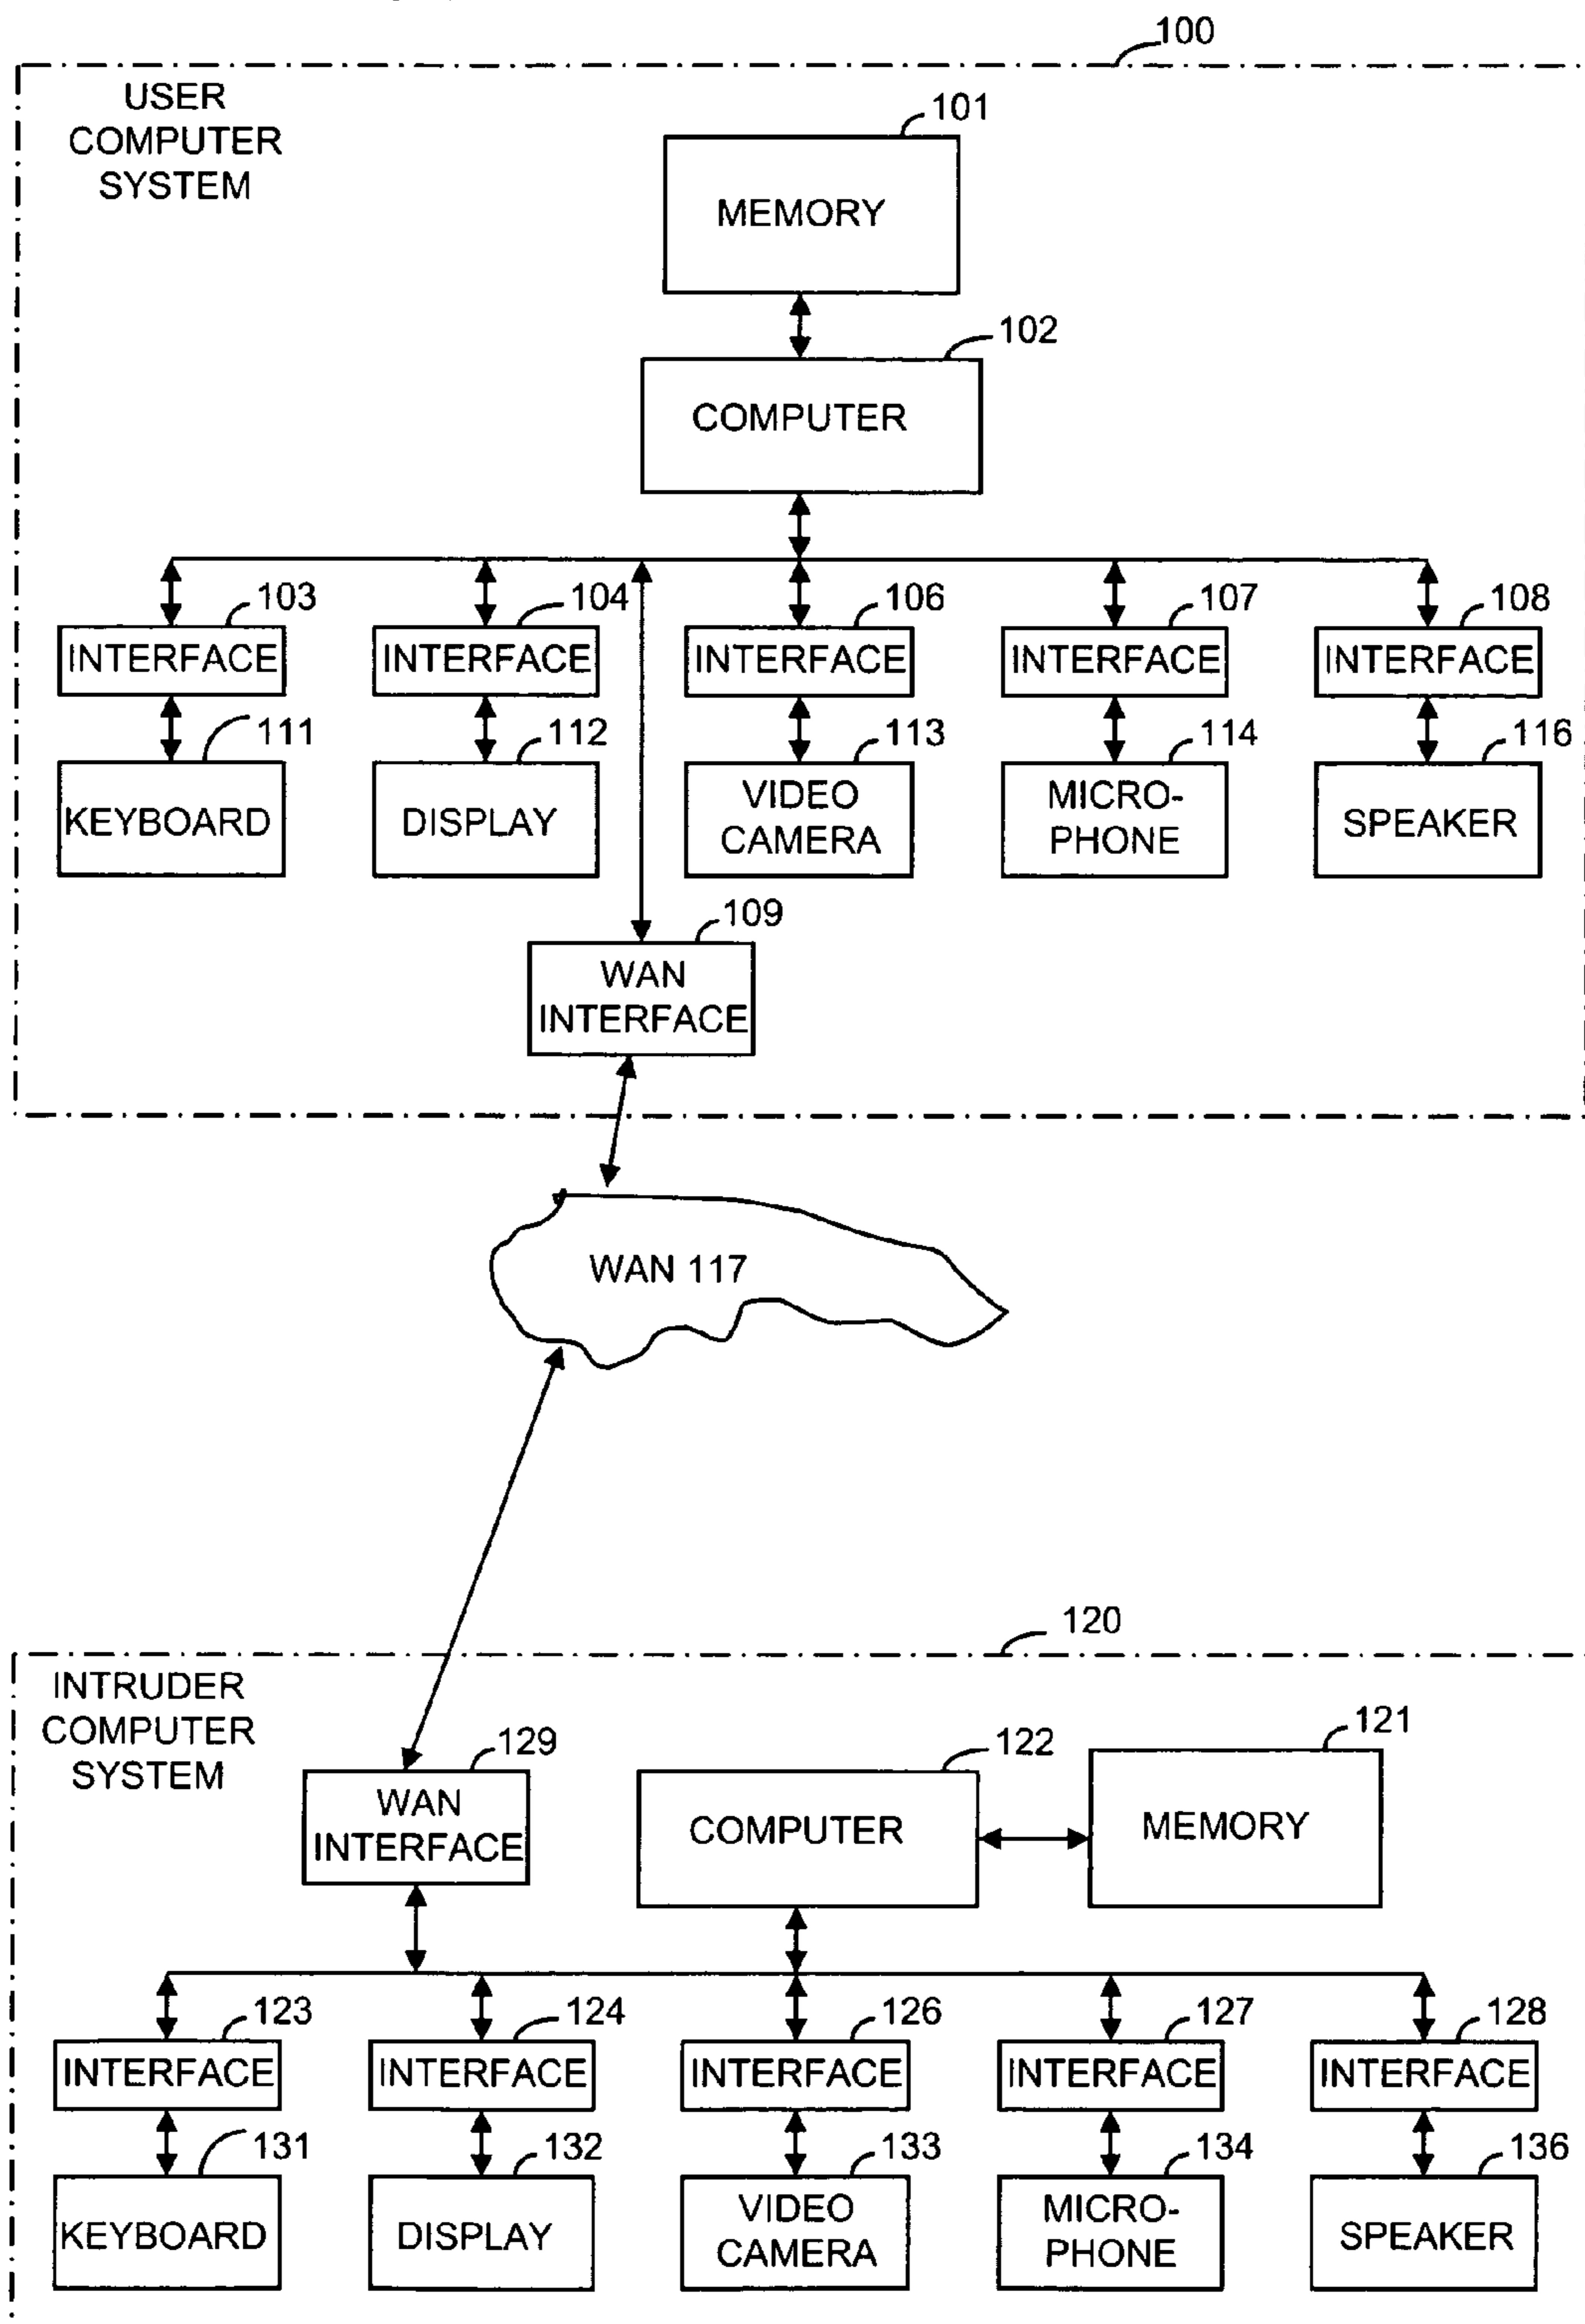 100
USER
COMPUTER
SYSTEM
101
MEMORY
102
COMPUTER
103
104
106
107
108
INTERFACE
INTERFACE
INTERFACE
INTERFACE
INTERFACE
111
112
113
114
116
KEYBOARD
DISPLAY
VIDEO
CAMERA
MICRO-
PHONE
SPEAKER
109
WAN
INTERFACE
WAN 117
120
INTRUDER
COMPUTER
SYSTEM
129
WAN
INTERFACE
122
COMPUTER
121
MEMORY
123
124
126
127
128
INTERFACE
INTERFACE
INTERFACE
INTERFACE
INTERFACE
131
132
133
134
136
KEYBOARD
DISPLAY
VIDEO
CAMERA
MICRO-
PHONE
SPEAKER